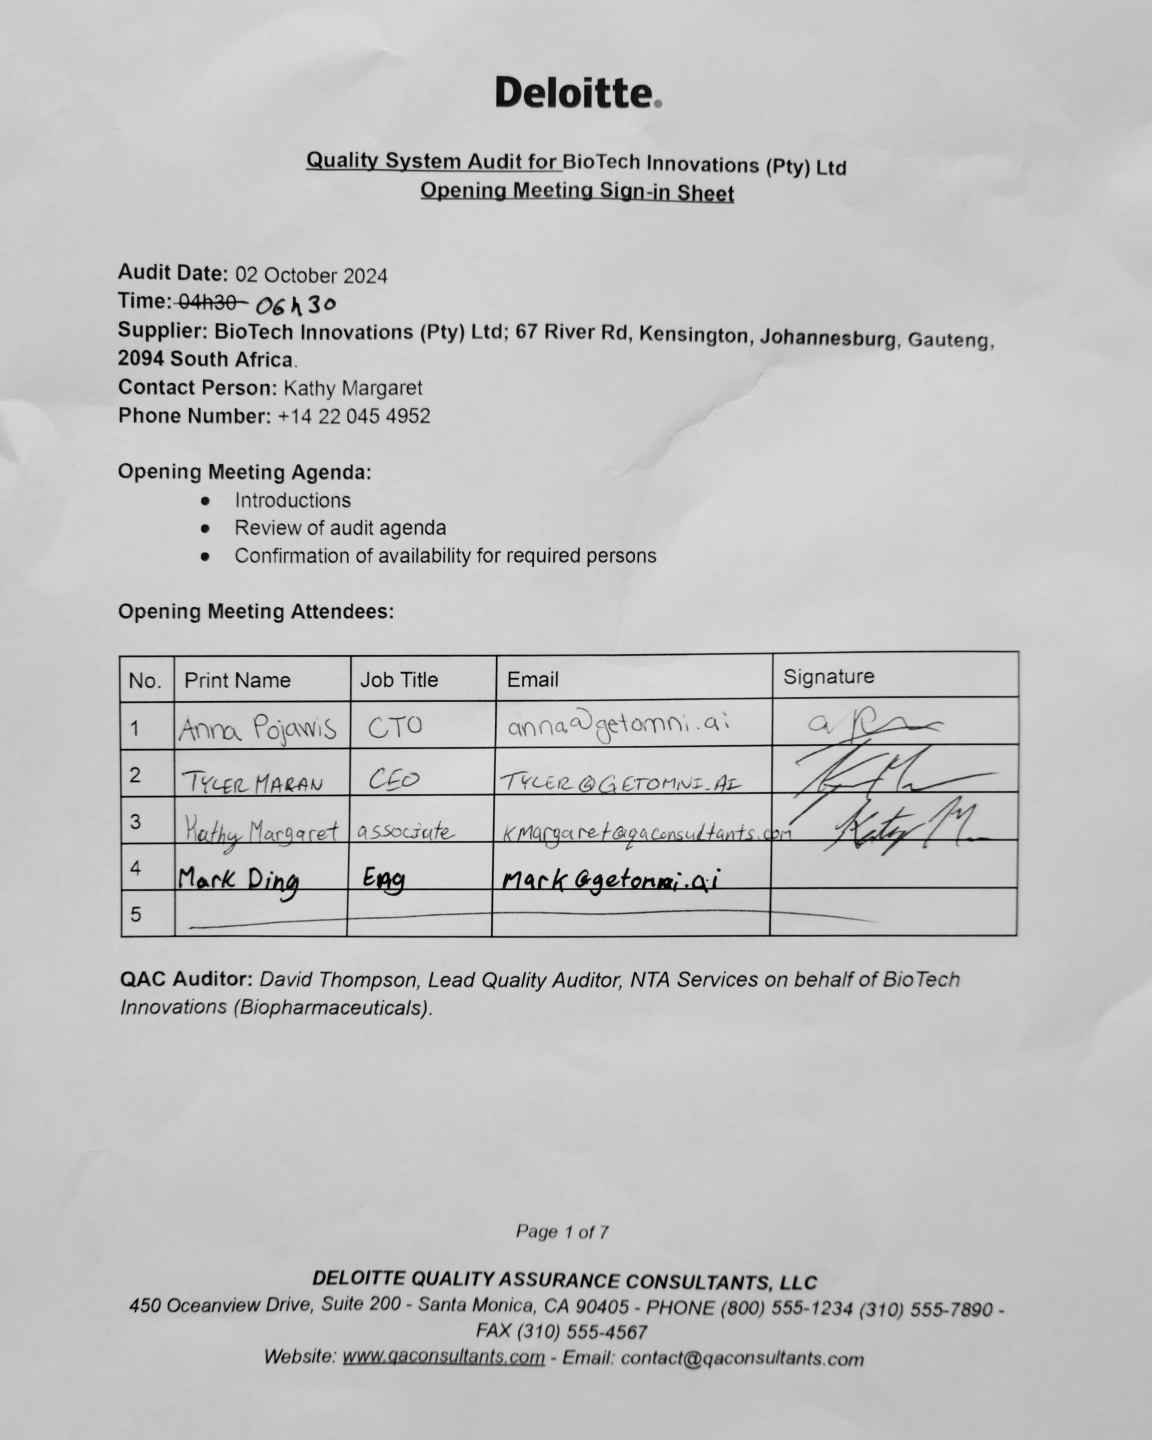 Deloitte.
Quality System Audit for BioTech Innovations (Pty) Ltd
Opening Meeting Sign-in Sheet
Audit Date: 02 October 2024
Time: 04h30 06h30
Supplier: BioTech Innovations (Pty) Ltd; 67 River Rd, Kensington, Johannesburg, Gauteng,
2094 South Africa.
Contact Person: Kathy Margaret
Phone Number: +14 22 045 4952
Opening Meeting Agenda:
• Introductions
• Review of audit agenda
• Confirmation of availability for required persons
Opening Meeting Attendees:
No. Print Name Job Title Email Signature
1 Anna Pojawis CTO anna@getomni.ai
2 TYLER MARAN CEO TYLER@GETOMNI.AI
3 Kathy Margaret associate KMargaret@qaconsultants.com Kathy M
4 Mark Ding Eng Mark@getomni.ai
5
QAC Auditor: David Thompson, Lead Quality Auditor, NTA Services on behalf of BioTech
Innovations (Biopharmaceuticals).
Page 1 of 7
DELOITTE QUALITY ASSURANCE CONSULTANTS, LLC
450 Oceanview Drive, Suite 200 - Santa Monica, CA 90405 - PHONE (800) 555-1234 (310) 555-7890 -
FAX (310) 555-4567
Website: www.qaconsultants.com - Email: contact@qaconsultants.com